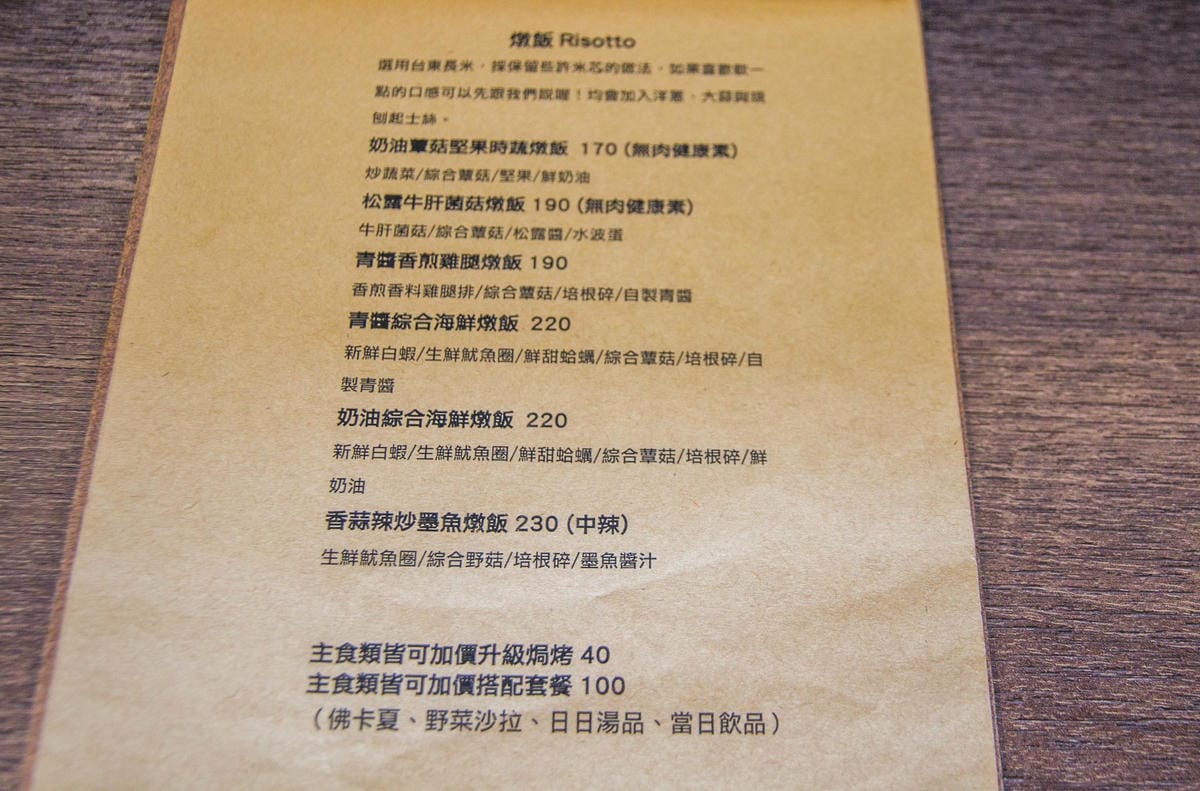 燉飯 Risotto
選用台東長米，採保留些許米芯的做法，如果喜歡軟一
點的口感可以先跟我們說喔！均會加入洋蔥、大蒜與現
刨起士絲。
奶油蕈菇堅果時蔬燉飯 170 (無肉健康素)
炒蔬菜/綜合蕈菇/堅果/鮮奶油
松露牛肝菌菇燉飯 190 (無肉健康素)
牛肝菌菇/綜合蕈菇/松露醬/水波蛋
青醬香煎雞腿燉飯 190
香煎香料雞腿排/綜合蕈菇/培根碎/自製青醬
青醬綜合海鮮燉飯 220
新鮮白蝦/生鮮魷魚圈/鮮甜蛤蠣/綜合蕈菇/培根碎/自
製青醬
奶油綜合海鮮燉飯 220
新鮮白蝦/生鮮魷魚圈/鮮甜蛤蠣/綜合蕈菇/培根碎/鮮
奶油
香蒜辣炒墨魚燉飯 230 (中辣)
生鮮魷魚圈/綜合野菇/培根碎/墨魚醬汁
主食類皆可加價升級焗烤 40
主食類皆可加價搭配套餐 100
（佛卡夏、野菜沙拉、日日湯品、當日飲品）